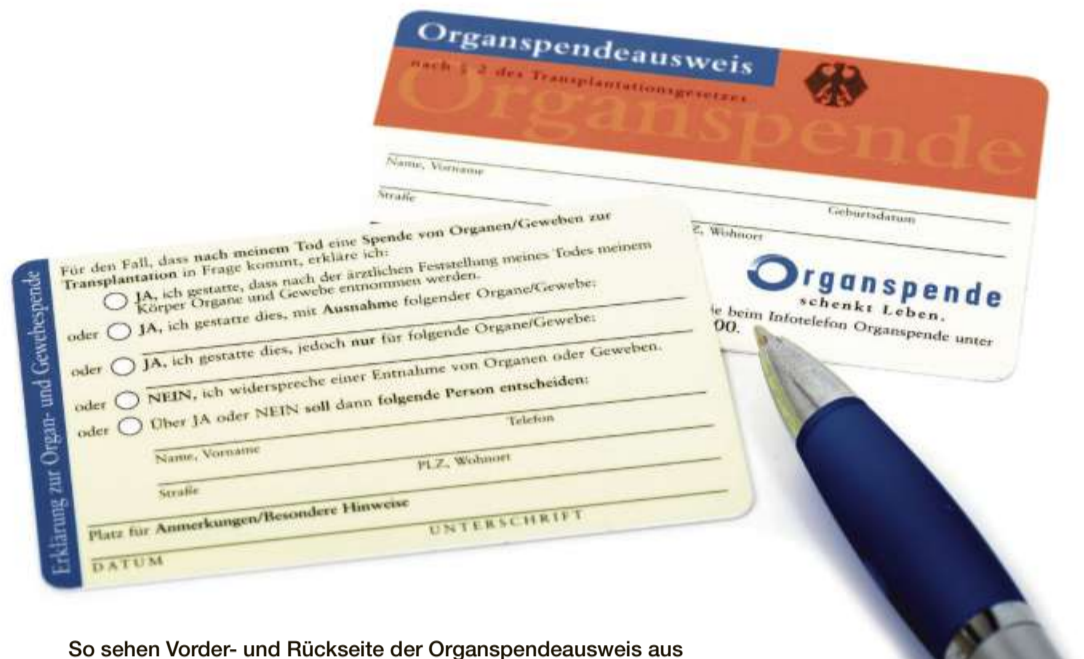 Organspendeausweis
nach § 2 des Transplantationsgesetzes
Organspende
Name, Vorname
Geburtsdatum
Straße
Z, Wohnort
Organspende
schenkt Leben.
ie beim Infotelefon Organspende unter
00.
Erklärung zur Organ- und Gewebespende
Für den Fall, dass nach meinem Tod eine Spende von Organen/Geweben zur
Transplantation in Frage kommt, erkläre ich:
JA, ich gestatte, dass nach der ärztlichen Feststellung meines Todes meinem
Körper Organe und Gewebe entnommen werden.
oder JA, ich gestatte dies, mit Ausnahme folgender Organe/Gewebe:
oder JA, ich gestatte dies, jedoch nur für folgende Organe/Gewebe:
oder NEIN, ich widerspreche einer Entnahme von Organen oder Geweben.
oder Über JA oder NEIN soll dann folgende Person entscheiden:
Name, Vorname Telefon
Straße PLZ, Wohnort
Platz für Anmerkungen/Besondere Hinweise
DATUM UNTERSCHRIFT
So sehen Vorder- und Rückseite der Organspendeausweis aus